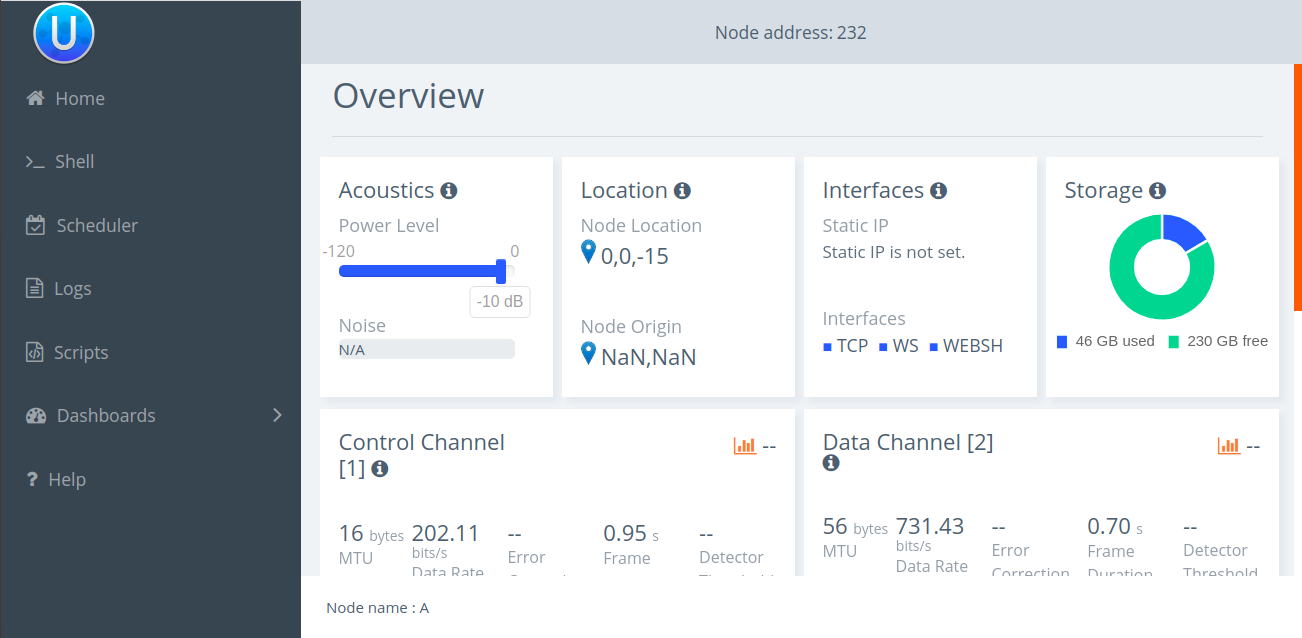 U
Node address: 232
Home
Shell
Scheduler
Logs
Scripts
Dashboards
Help
Overview
Acoustics
Power Level
-120 0
-10 dB
Noise
N/A
Location
Node Location
0,0,-15
Node Origin
NaN,NaN
Interfaces
Static IP
Static IP is not set.
Interfaces
TCP WS WEBSH
Storage
46 GB used 230 GB free
Control Channel
[1]
--
16 bytes
MTU
202.11
bits/s
Data Rate
--
Error
0.95 s
Frame
--
Detector
Data Channel [2]
--
56 bytes
MTU
731.43
bits/s
Data Rate
--
Error
Correction
0.70 s
Frame
Duration
--
Detector
Threshold
Node name : A